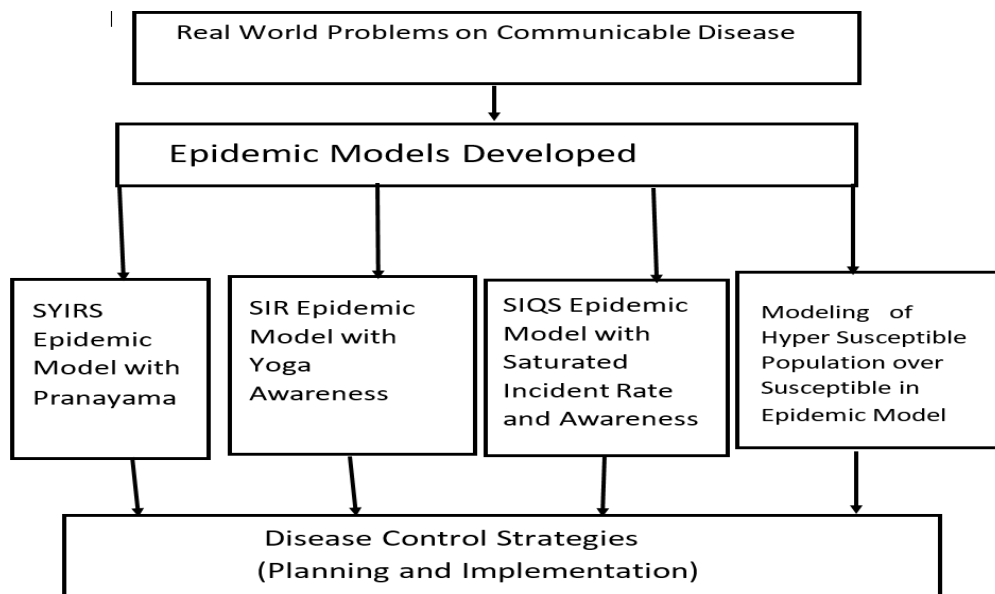 Real World Problems on Communicable Disease
Epidemic Models Developed
SYIRS
Epidemic
Model with
Pranayama
SIR Epidemic
Model with
Yoga
Awareness
SIQS Epidemic
Model with
Saturated
Incident Rate
and Awareness
Modeling of
Hyper Susceptible
Population over
Susceptible in
Epidemic Model
Disease Control Strategies
(Planning and Implementation)